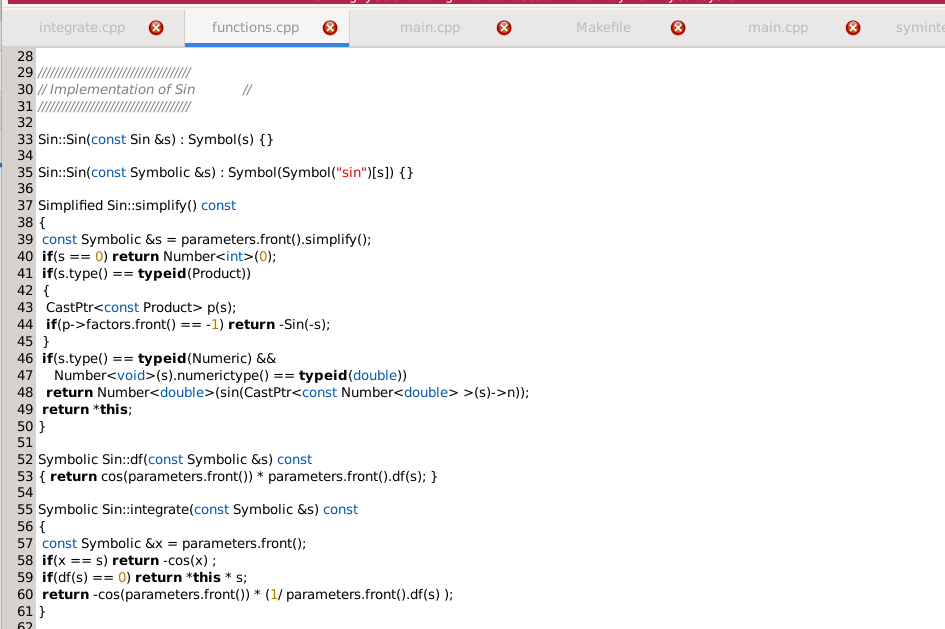 integrate.cpp functions.cpp main.cpp Makefile main.cpp
28
29 //////////////////////////////////////
30 // Implementation of Sin //
31 //////////////////////////////////////
32
33 Sin::Sin(const Sin &s) : Symbol(s) {}
34
35 Sin::Sin(const Symbolic &s) : Symbol(Symbol("sin")[s]) {}
36
37 Simplified Sin::simplify() const
38 {
39 const Symbolic &s = parameters.front().simplify();
40 if(s == 0) return Number<int>(0);
41 if(s.type() == typeid(Product))
42 {
43 CastPtr<const Product> p(s);
44 if(p->factors.front() == -1) return -Sin(-s);
45 }
46 if(s.type() == typeid(Numeric) &&
47 Number<void>(s).numerictype() == typeid(double))
48 return Number<double>(sin(CastPtr<const Number<double> >(s)->n));
49 return *this;
50 }
51
52 Symbolic Sin::df(const Symbolic &s) const
53 { return cos(parameters.front()) * parameters.front().df(s); }
54
55 Symbolic Sin::integrate(const Symbolic &s) const
56 {
57 const Symbolic &x = parameters.front();
58 if(x == s) return -cos(x) ;
59 if(df(s) == 0) return *this * s;
60 return -cos(parameters.front()) * (1/ parameters.front().df(s) );
61 }
62